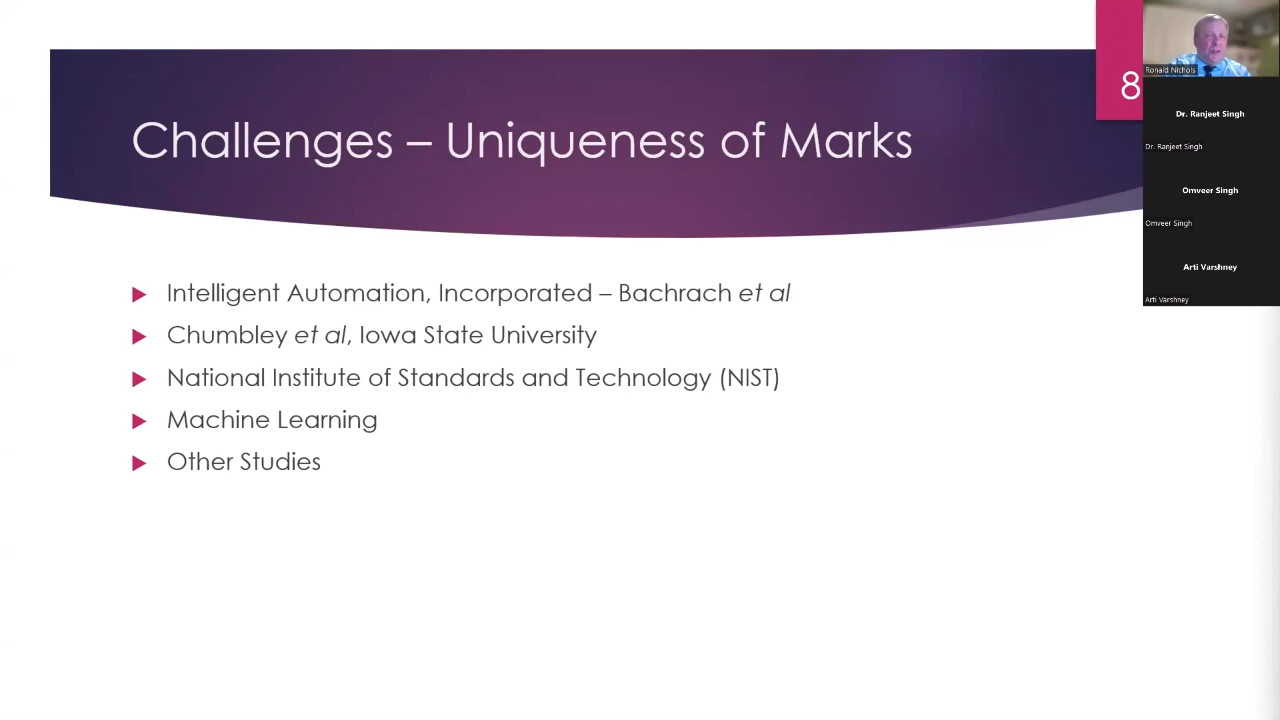 Challenges – Uniqueness of Marks
8
Intelligent Automation, Incorporated – Bachrach et al
Chumbley et al, Iowa State University
National Institute of Standards and Technology (NIST)
Machine Learning
Other Studies
Ronald Nichols
Dr. Ranjeet Singh
Dr. Ranjeet Singh
Omveer Singh
Omveer Singh
Arti Varshney
Arti Varshney